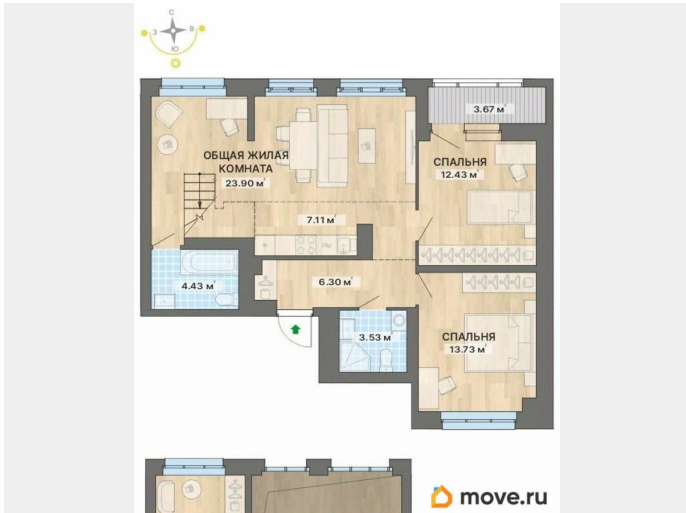 С
З
В
Ю
3.67 м²
ОБЩАЯ ЖИЛАЯ
КОМНАТА
23.90 м²
СПАЛЬНЯ
12.43 м²
7.11 м²
4.43 м²
6.30 м²
3.53 м²
СПАЛЬНЯ
13.73 м²
move.ru